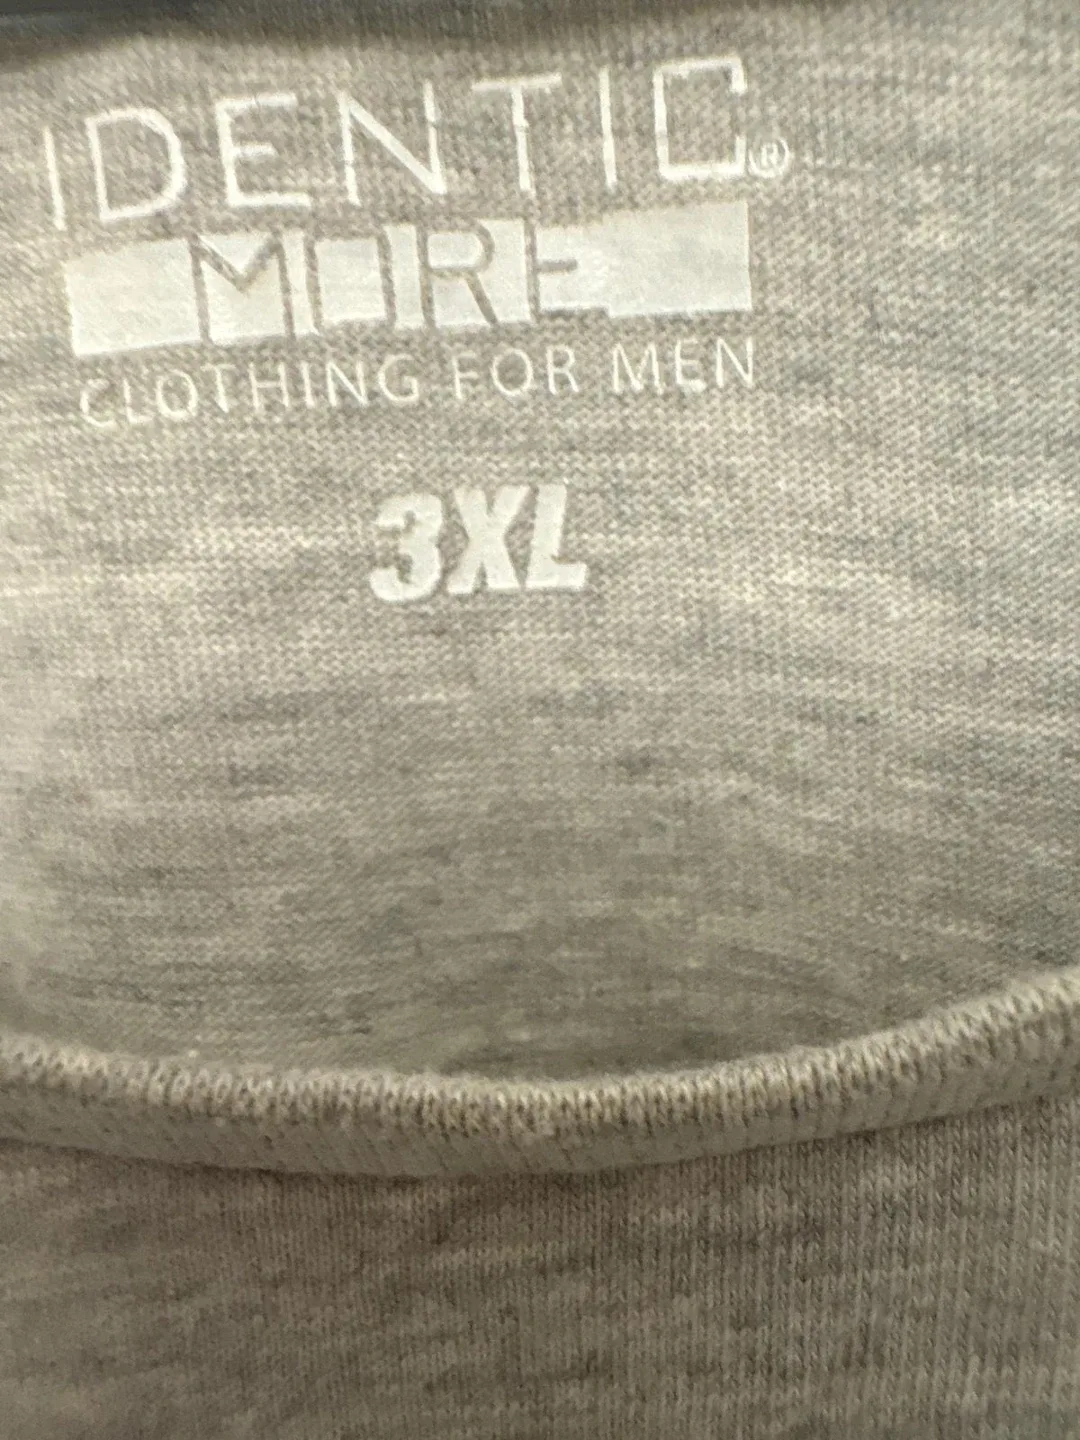 IDENTIC®
MORE
CLOTHING FOR MEN
3XL